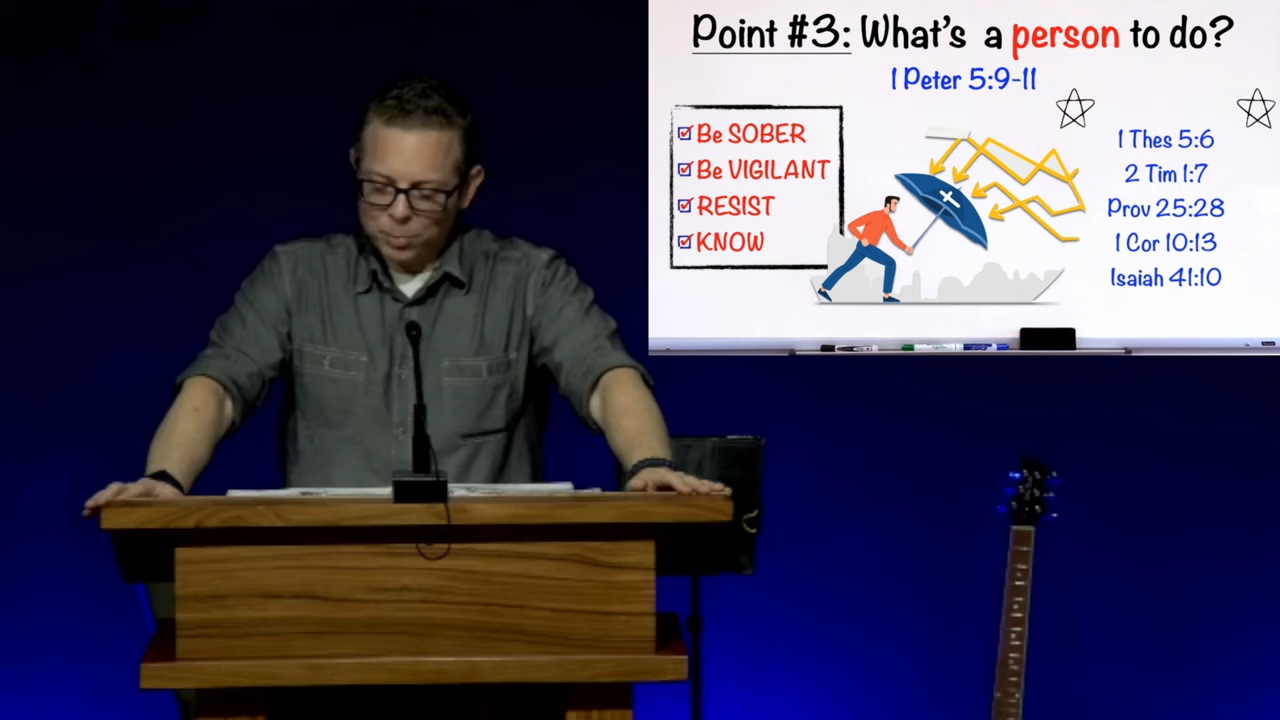 Point #3: What's a person to do?
1 Peter 5:9-11
Be SOBER
Be VIGILANT
RESIST
KNOW
1 Thes 5:6
2 Tim 1:7
Prov 25:28
1 Cor 10:13
Isaiah 41:10